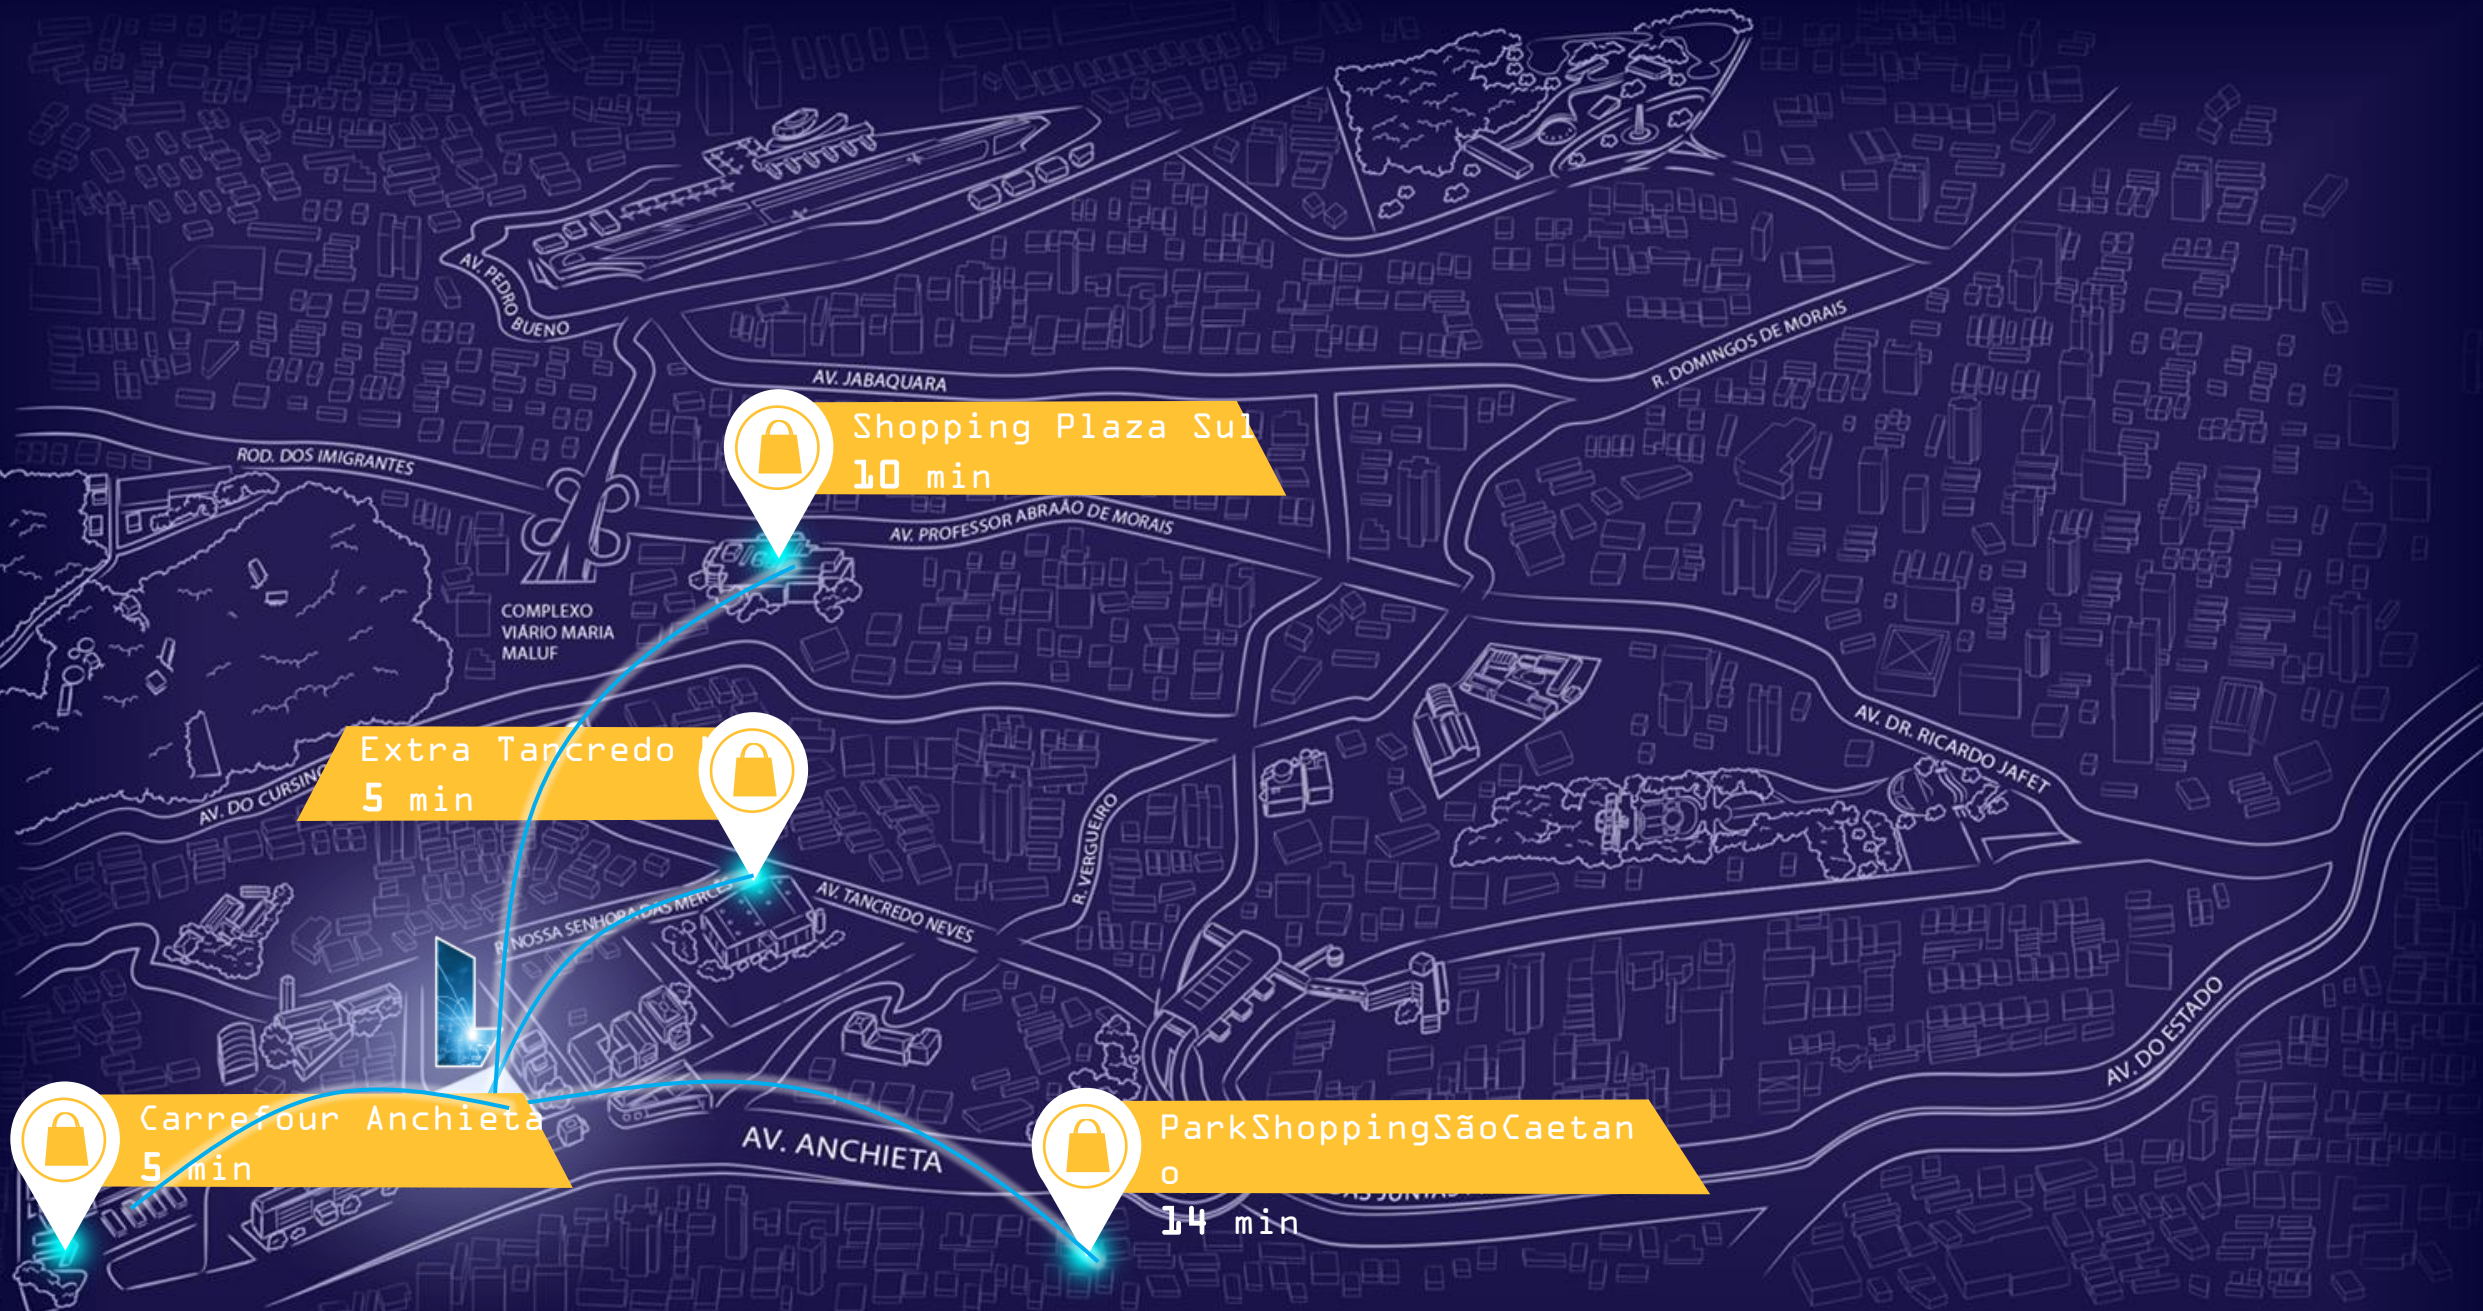 AV. PEDRO BUENO
AV. JABAQUARA
R. DOMINGOS DE MORAIS
Shopping Plaza Sul
10 min
ROD. DOS IMIGRANTES
AV. PROFESSOR ABRAÃO DE MORAIS
COMPLEXO
VIÁRIO MARIA
MALUF
AV. DR. RICARDO JAFET
Extra Tancredo
5 min
AV. DO CURSINO
R. VERGUEIRO
AV. TANCREDO NEVES
R. NOSSA SENHORA DAS MERCÊS
AV. DO ESTADO
Carrefour Anchieta
5 min
AV. ANCHIETA
ParkShoppingSãoCaetan
o
14 min